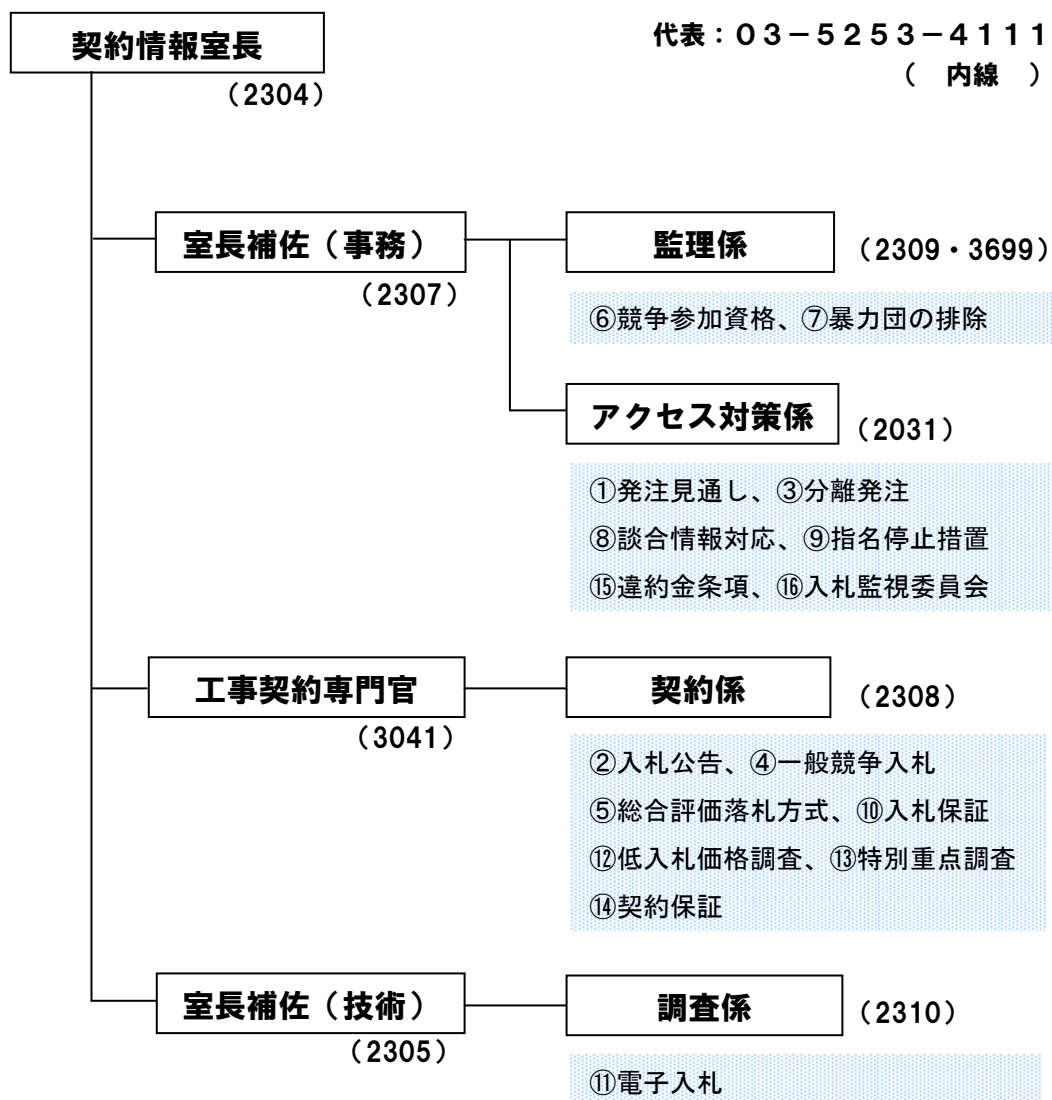 契約情報室長
(2304)
代表:03-5253-4111
( 内線 )
室長補佐(事務)
(2307)
監理係
(2309・3699)
⑥競争参加資格、⑦暴力団の排除
アクセス対策係
(2031)
①発注見通し、③分離発注
⑧談合情報対応、⑨指名停止措置
⑮違約金条項、⑯入札監視委員会
工事契約専門官
(3041)
契約係
(2308)
②入札公告、④一般競争入札
⑤総合評価落札方式、⑩入札保証
⑫低入札価格調査、⑬特別重点調査
⑭契約保証
室長補佐(技術)
(2305)
調査係
(2310)
⑪電子入札